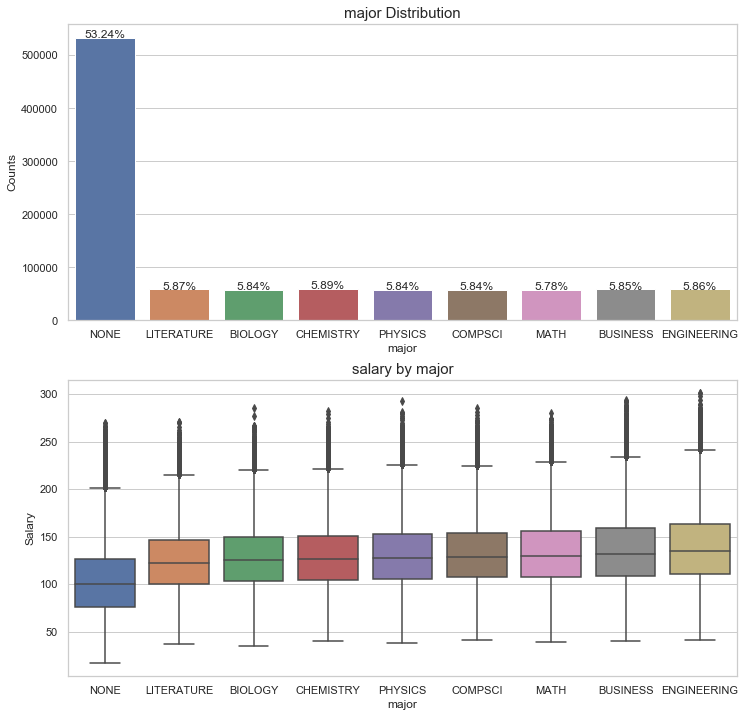 major Distribution
53.24%
500000
400000
Counts
300000
200000
100000
5.87% 5.84% 5.89% 5.84% 5.84% 5.78% 5.85% 5.86%
0
NONE LITERATURE BIOLOGY CHEMISTRY PHYSICS COMPSCI MATH BUSINESS ENGINEERING
major
salary by major
300
250
200
Salary
150
100
50
NONE LITERATURE BIOLOGY CHEMISTRY PHYSICS COMPSCI MATH BUSINESS ENGINEERING
major